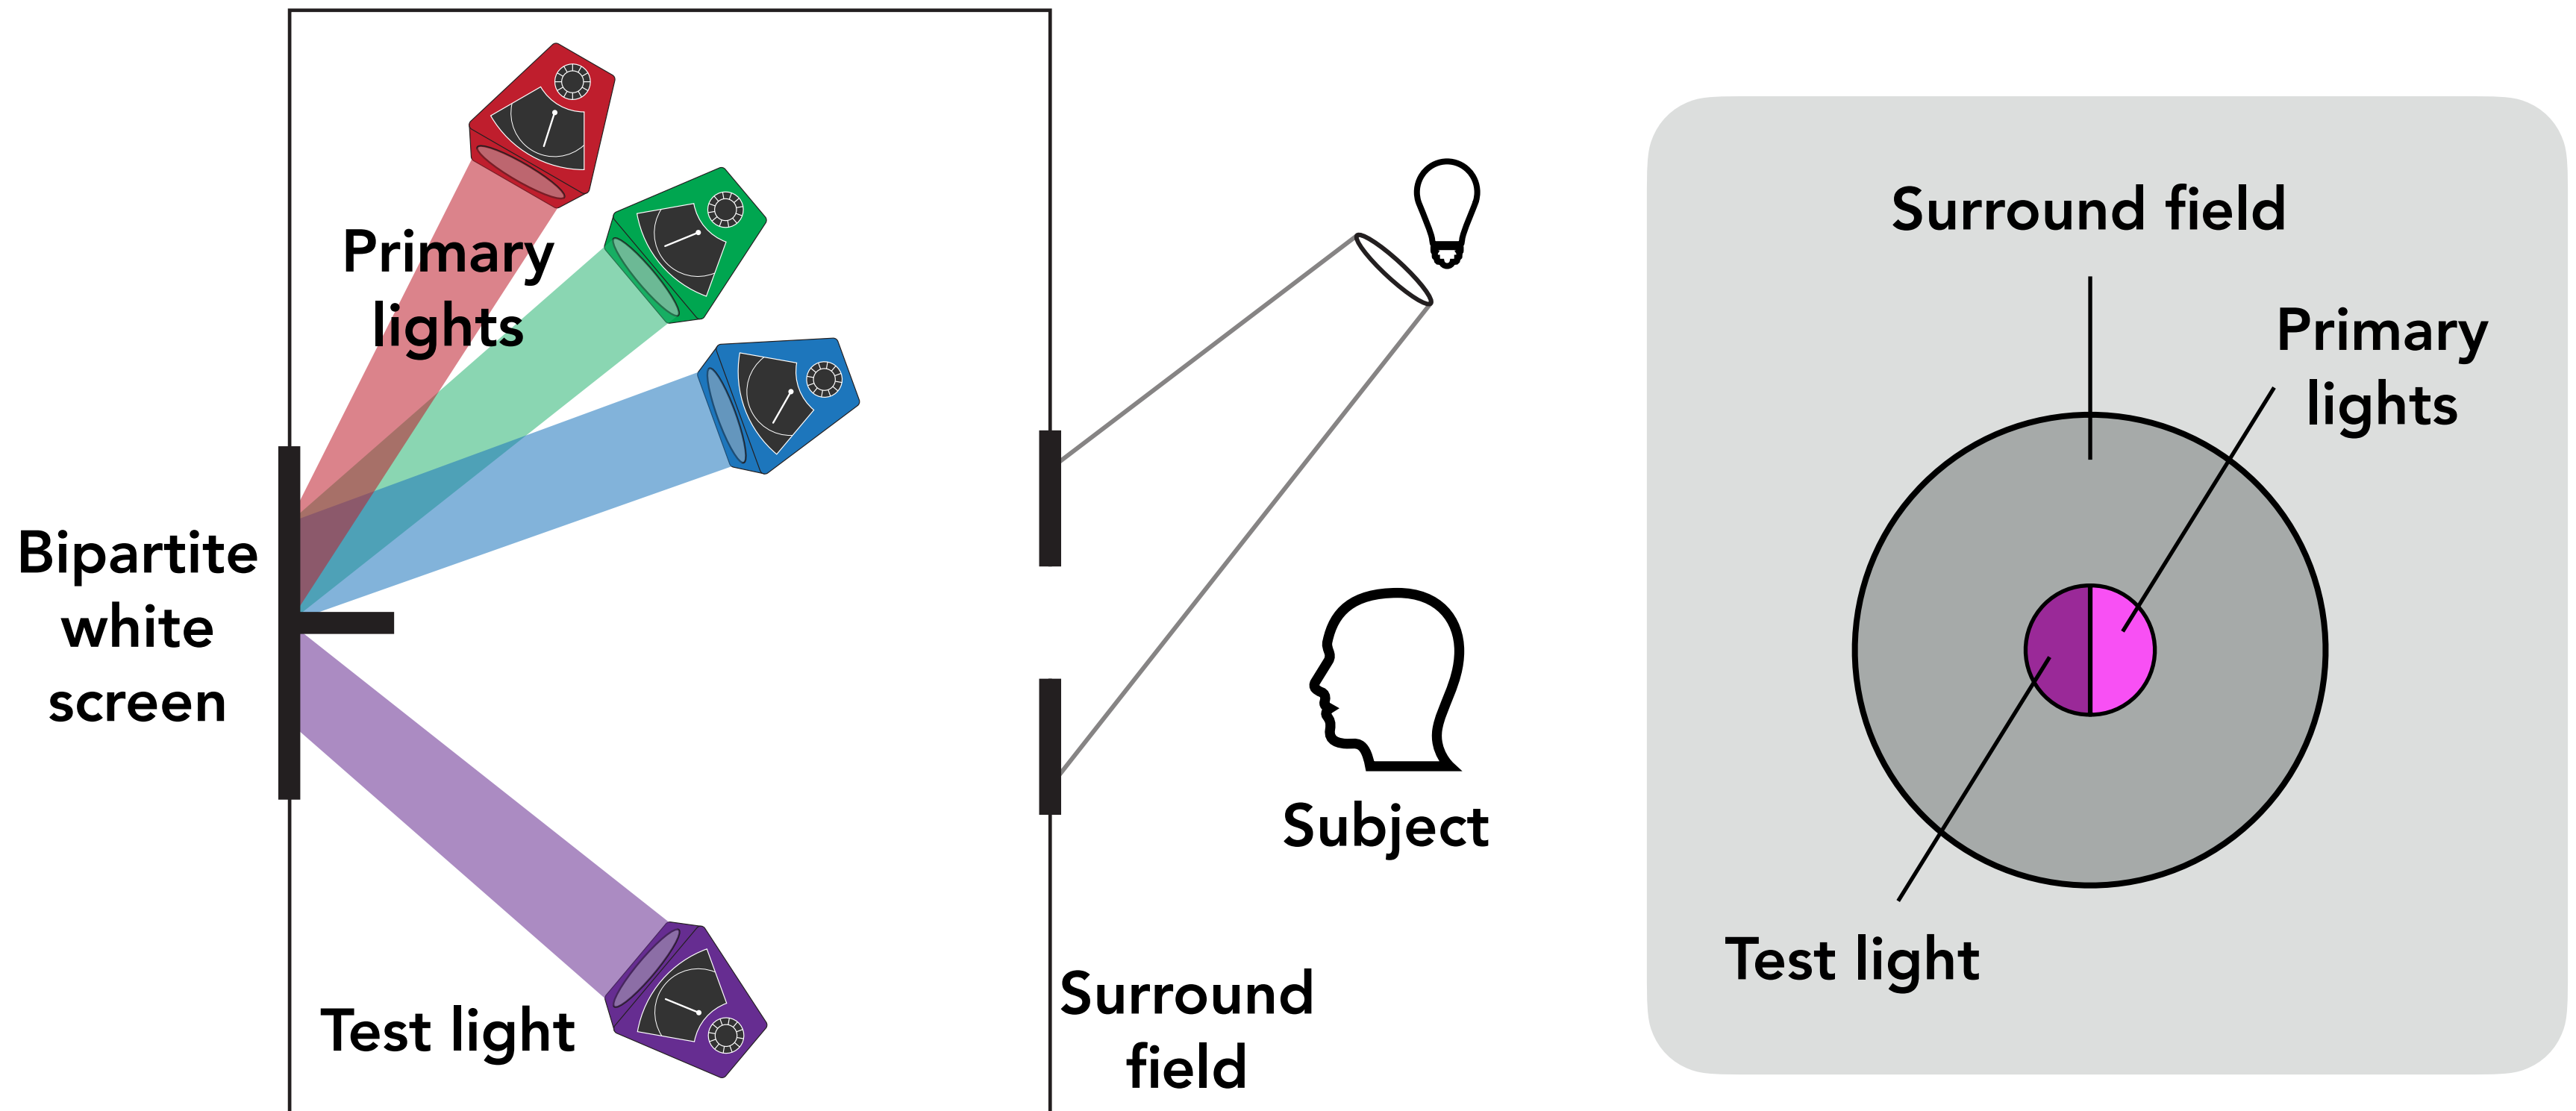 Primary
lights
Bipartite
white
screen
Test light
Subject
Surround
field
Surround field
Primary
lights
Test light